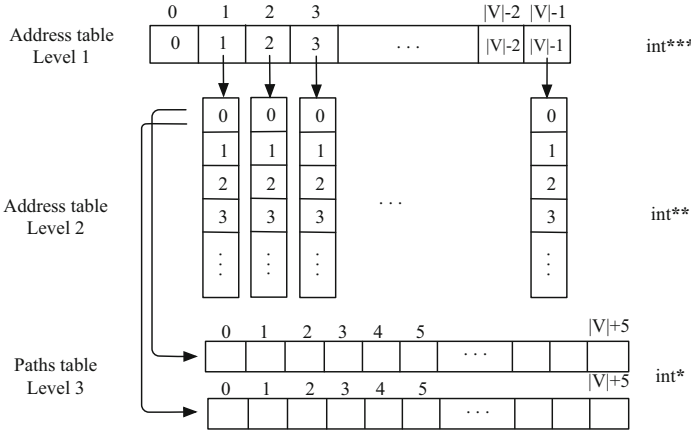 0 1 2 3 |V|-2 |V|-1
Address table
Level 1
0 1 2 3 · · · |V|-2 |V|-1
int***
0 0 0 0
1 1 1 1
2 2 2 2
3 3 3 3
Address table
Level 2
· · ·
int**
⋮ ⋮ ⋮ ⋮
0 1 2 3 4 5 |V|+5
· · ·
Paths table
Level 3
int*
0 1 2 3 4 5 |V|+5
· · ·